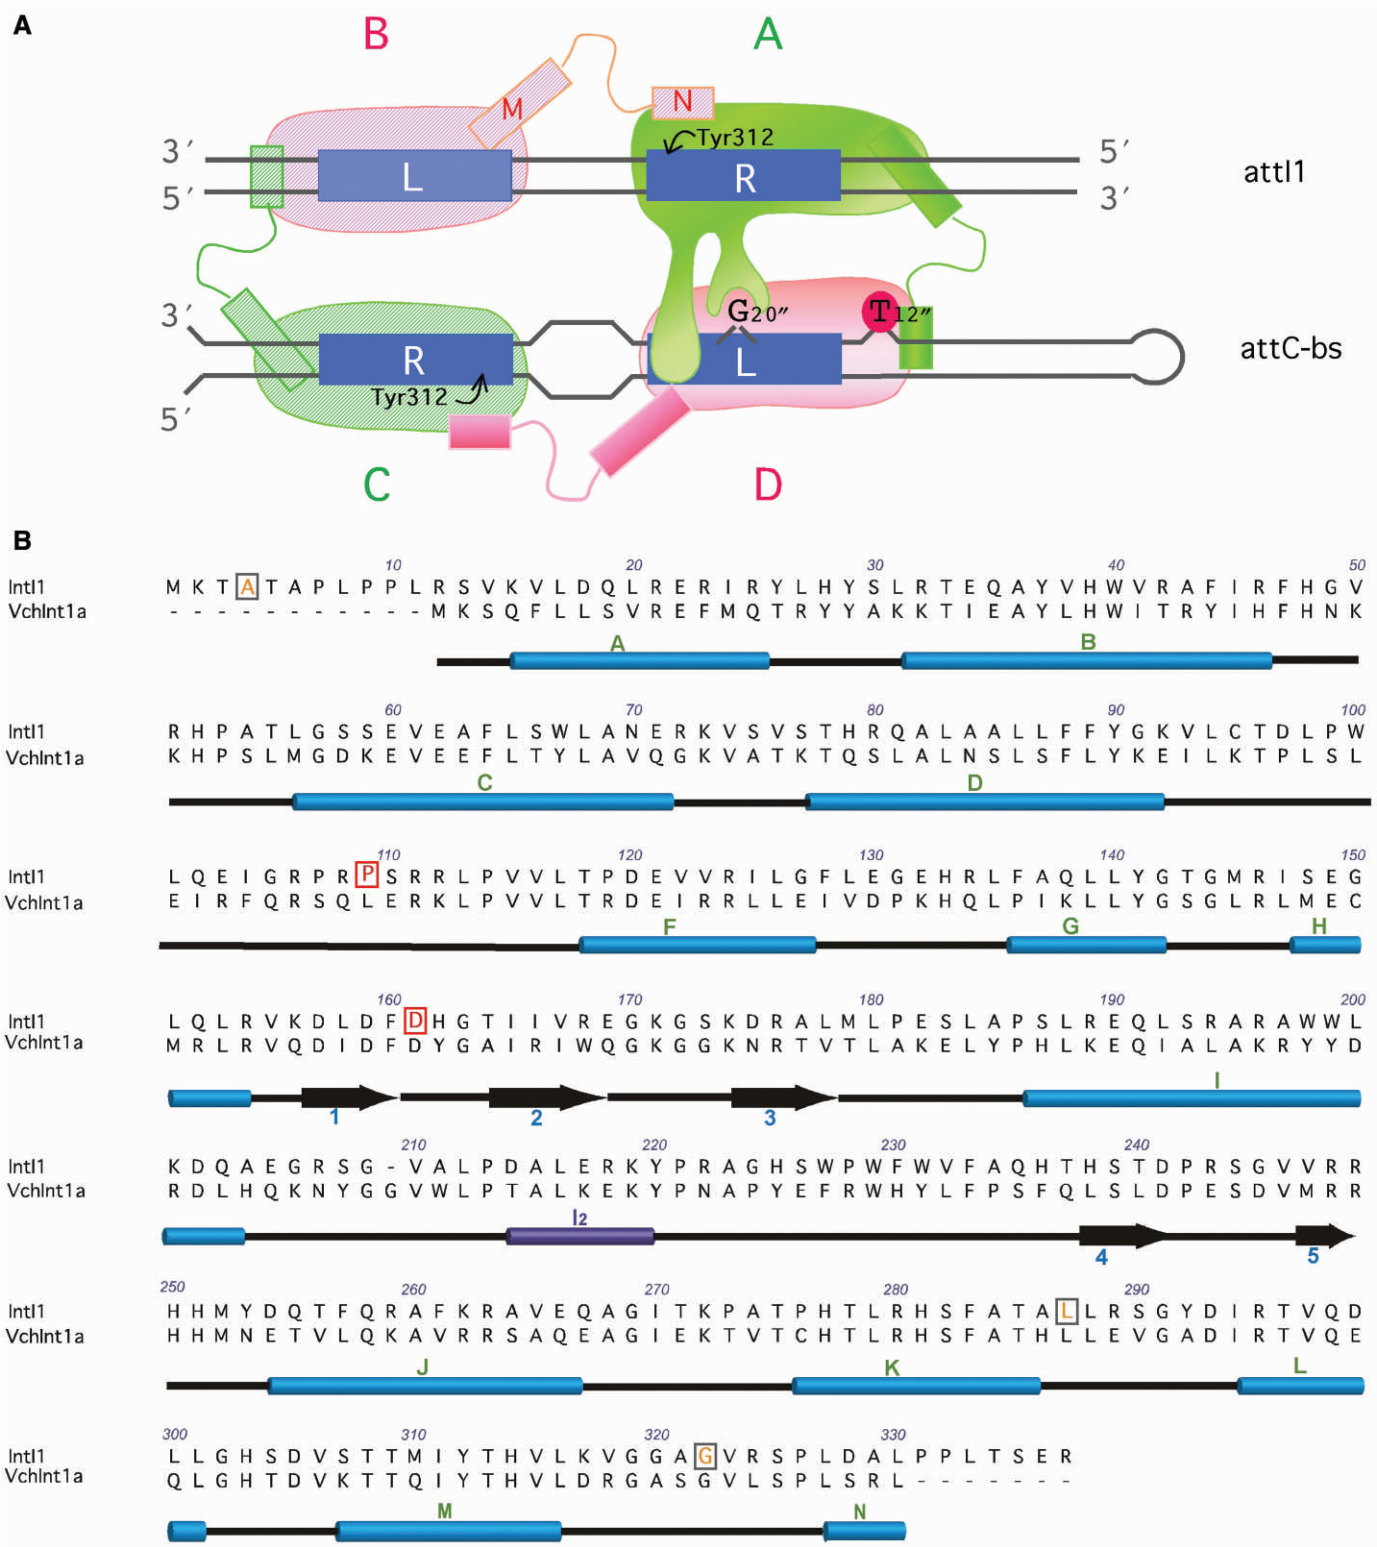 A
B A
M N
Tyr312
3′ 5′
L R attI1
5′ 3′
3′ G20″ T12″
R L attC-bs
Tyr312
5′
C D
B
10 20 30 40 50
IntI1 M K T A T A P L P P L R S V K V L D Q L R E R I R Y L H Y S L R T E Q A Y V H W V R A F I R F H G V
VchInt1a - - - - - - - - - - - M K S Q F L L S V R E F M Q T R Y Y A K K T I E A Y L H W I T R Y I H F H N K
A B
60 70 80 90 100
IntI1 R H P A T L G S S E V E A F L S W L A N E R K V S V S T H R Q A L A A L L F F Y G K V L C T D L P W
VchInt1a K H P S L M G D K E V E E F L T Y L A V Q G K V A T K T Q S L A L N S L S F L Y K E I L K T P L S L
C D
110 120 130 140 150
IntI1 L Q E I G R P R P S R R L P V V L T P D E V V R I L G F L E G E H R L F A Q L L Y G T G M R I S E G
VchInt1a E I R F Q R S Q L E R K L P V V L T R D E I R R L L E I V D P K H Q L P I K L L Y G S G L R L M E C
F G H
160 170 180 190 200
IntI1 L Q L R V K D L D F D H G T I I V R E G K G S K D R A L M L P E S L A P S L R E Q L S R A R A W W L
VchInt1a M R L R V Q D I D F D Y G A I R I W Q G K G G K N R T V T L A K E L Y P H L K E Q I A L A K R Y Y D
I
1 2 3
210 220 230 240
IntI1 K D Q A E G R S G - V A L P D A L E R K Y P R A G H S W P W F W V F A Q H T H S T D P R S G V V R R
VchInt1a R D L H Q K N Y G G V W L P T A L K E K Y P N A P Y E F R W H Y L F P S F Q L S L D P E S D V M R R
I2
4 5
250 260 270 280 290
IntI1 H H M Y D Q T F Q R A F K R A V E Q A G I T K P A T P H T L R H S F A T A L L R S G Y D I R T V Q D
VchInt1a H H M N E T V L Q K A V R R S A Q E A G I E K T V T C H T L R H S F A T H L L E V G A D I R T V Q E
J K L
300 310 320 330
IntI1 L L G H S D V S T T M I Y T H V L K V G G A G V R S P L D A L P P L T S E R
VchInt1a Q L G H T D V K T T Q I Y T H V L D R G A S G V L S P L S R L - - - - - - -
M N